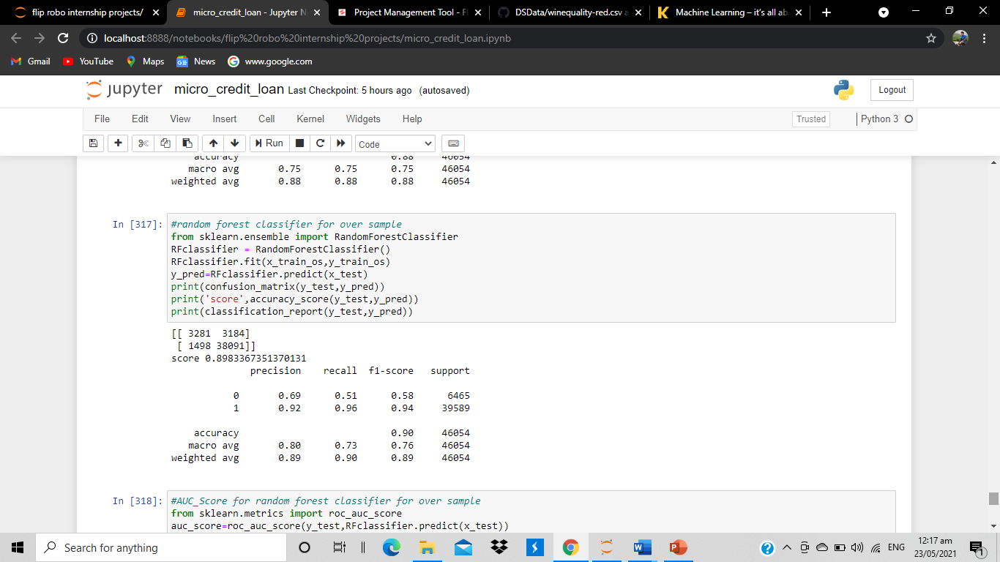 flip robo internship projects/
micro_credit_loan - Jupyter N
Project Management Tool - Fl
DSData/winequality-red.csv a
Machine Learning – it's all ab
localhost:8888/notebooks/flip%20robo%20internship%20projects/micro_credit_loan.ipynb
Gmail YouTube Maps News www.google.com
jupyter micro_credit_loan Last Checkpoint: 5 hours ago (autosaved)
Logout
File Edit View Insert Cell Kernel Widgets Help
Trusted Python 3
Run Code
accuracy 0.88 46054
macro avg 0.75 0.75 0.75 46054
weighted avg 0.88 0.88 0.88 46054
In [317]: #random forest classifier for over sample
from sklearn.ensemble import RandomForestClassifier
RFclassifier = RandomForestClassifier()
RFclassifier.fit(x_train_os,y_train_os)
y_pred=RFclassifier.predict(x_test)
print(confusion_matrix(y_test,y_pred))
print('score',accuracy_score(y_test,y_pred))
print(classification_report(y_test,y_pred))
[[ 3281 3184]
[ 1498 38091]]
score 0.8983367351370131
precision recall f1-score support
0 0.69 0.51 0.58 6465
1 0.92 0.96 0.94 39589
accuracy 0.90 46054
macro avg 0.80 0.73 0.76 46054
weighted avg 0.89 0.90 0.89 46054
In [318]: #AUC_Score for random forest classifier for over sample
from sklearn.metrics import roc_auc_score
auc_score=roc_auc_score(y_test,RFclassifier.predict(x_test))
Search for anything
ENG
12:17 am
23/05/2021
1